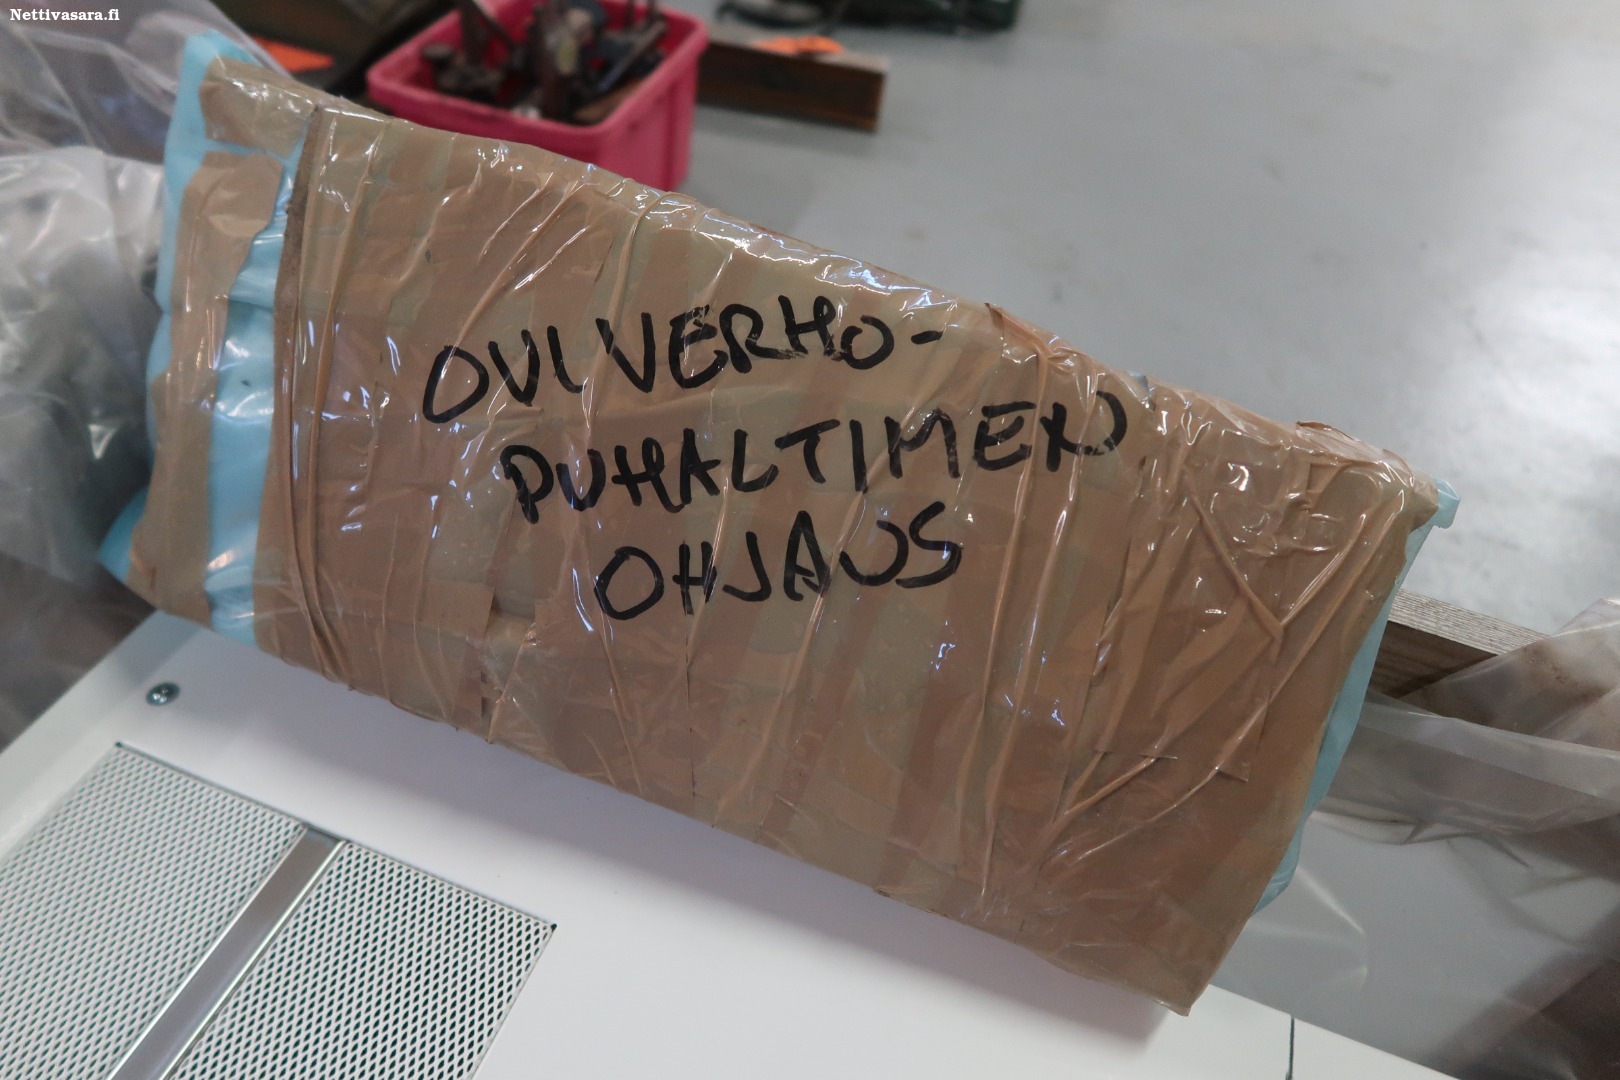 Nettivasara.fi
OVIVERHO-
PUHALTIMEN
OHJAUS